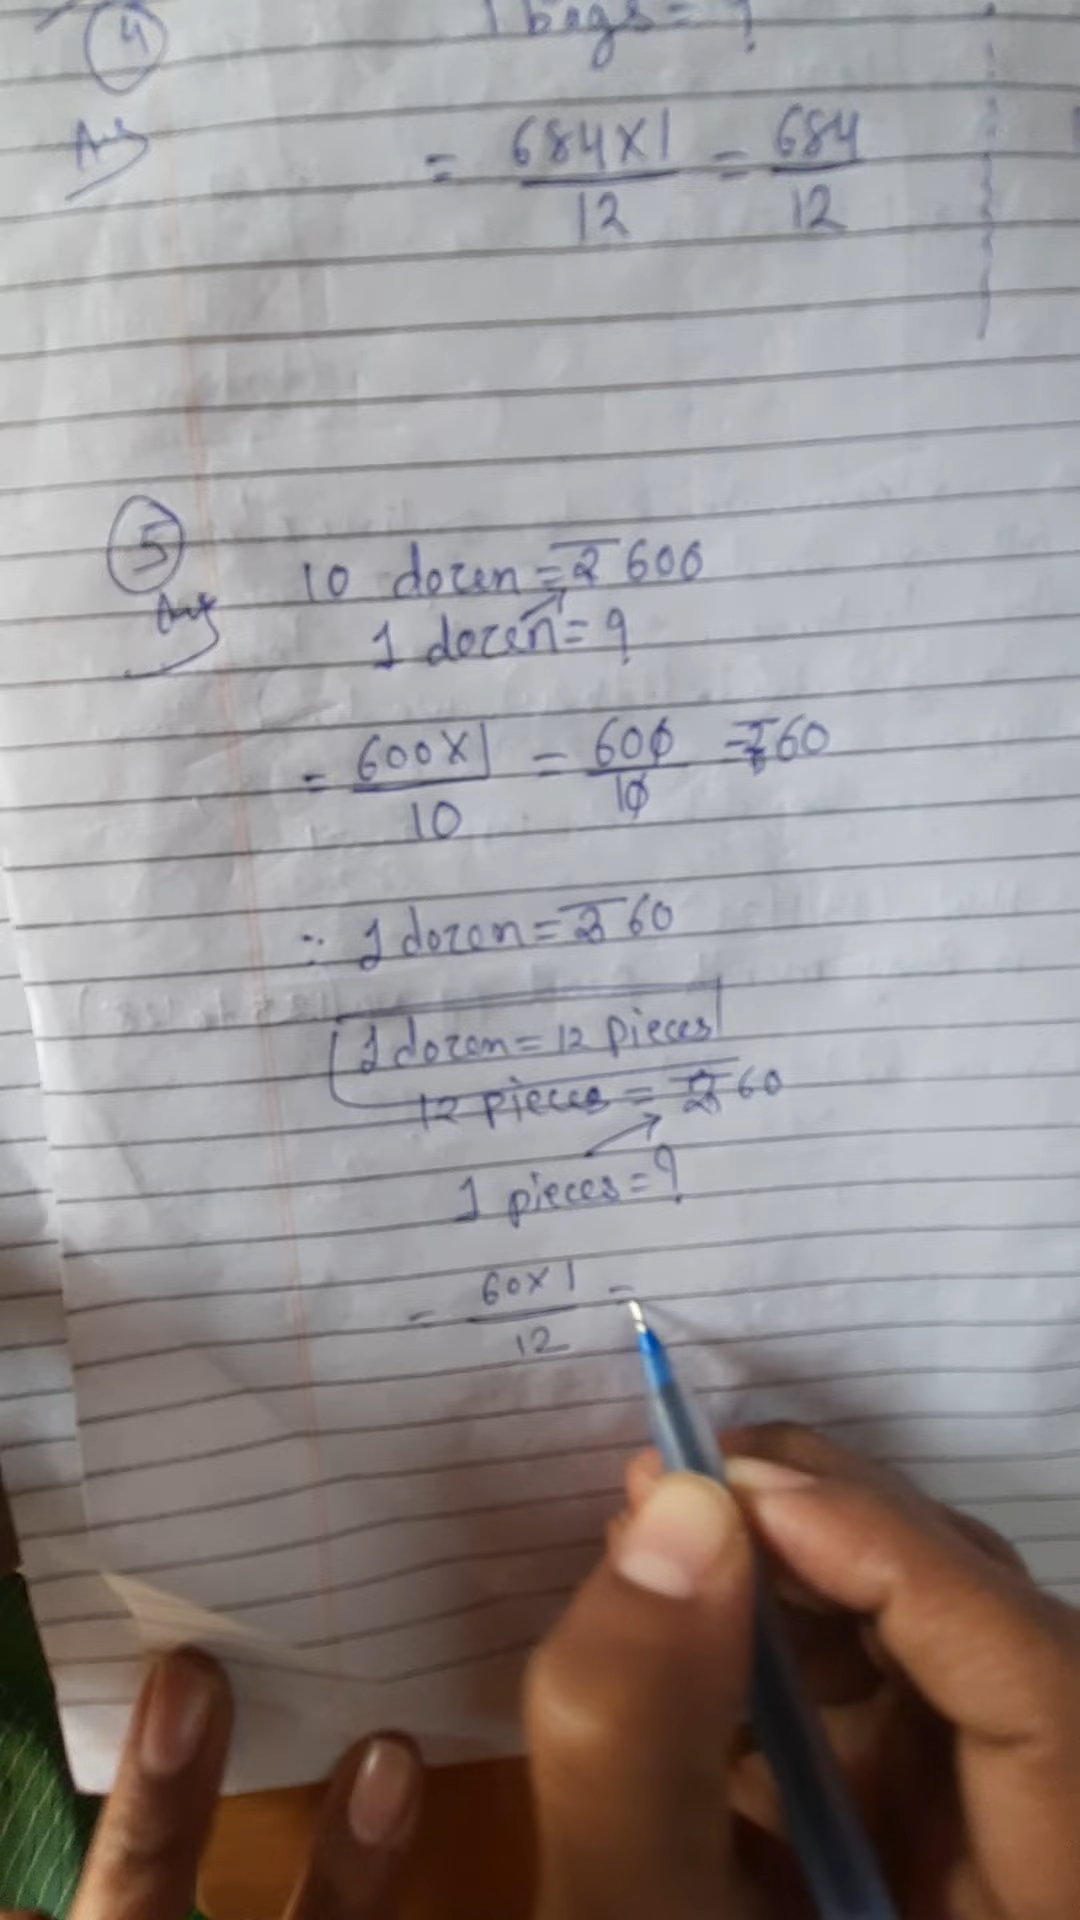 4
1 bags = ?
Ans
= 684×1/12 = 684/12
5
Ans
10 dozen = ₹ 600
1 dozen = ?
= 600×1/10 = 600/10 = ₹60
∴ 1 dozen = ₹ 60
1 dozen = 12 pieces
12 pieces = ₹ 60
1 pieces = ?
= 60×1/12 =